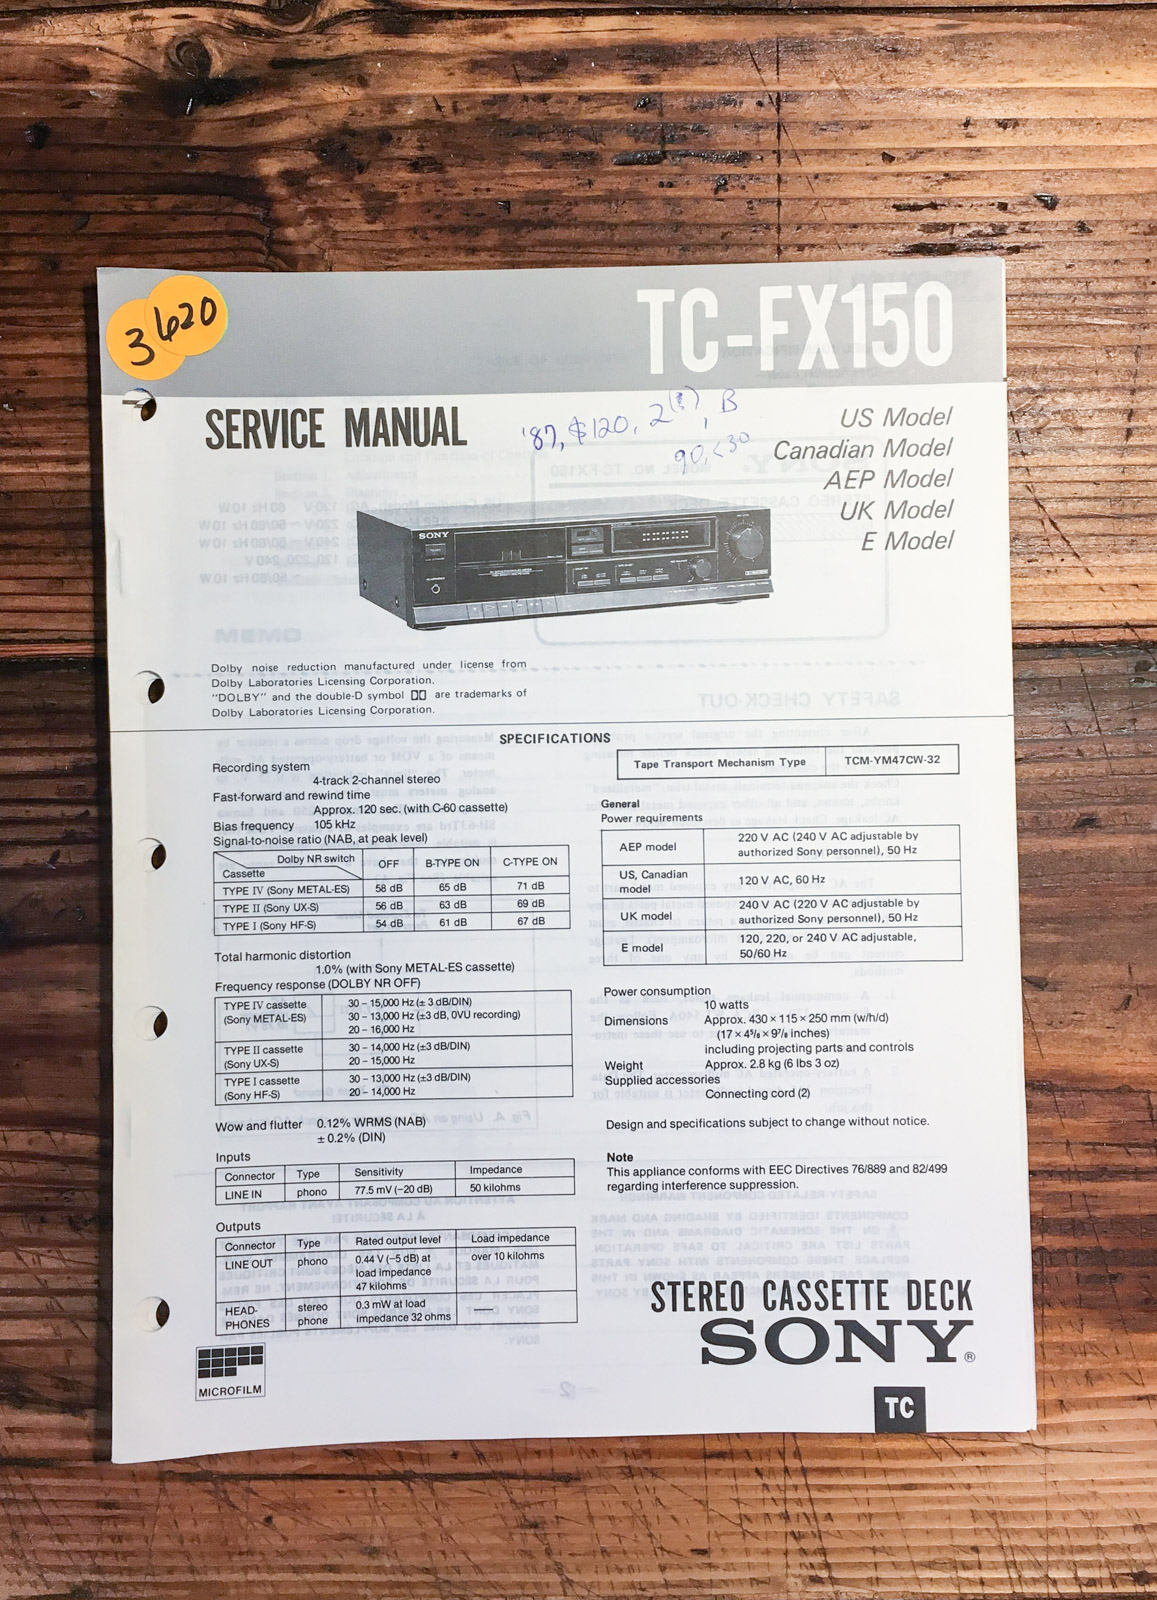 3 620
TC-FX150
SERVICE MANUAL
'87, $120, 2 , B
90, <30
US Model
Canadian Model
AEP Model
UK Model
E Model
SONY
Dolby noise reduction manufactured under license from
Dolby Laboratories Licensing Corporation.
"DOLBY" and the double-D symbol are trademarks of
Dolby Laboratories Licensing Corporation.
SPECIFICATIONS
Recording system
4-track 2-channel stereo
Fast-forward and rewind time
Approx. 120 sec. (with C-60 cassette)
Bias frequency 105 kHz
Signal-to-noise ratio (NAB, at peak level)
Dolby NR switch OFF B-TYPE ON C-TYPE ON
Cassette
TYPE IV (Sony METAL-ES) 58 dB 65 dB 71 dB
TYPE II (Sony UX-S) 56 dB 63 dB 69 dB
TYPE I (Sony HF-S) 54 dB 61 dB 67 dB
Total harmonic distortion
1.0% (with Sony METAL-ES cassette)
Frequency response (DOLBY NR OFF)
TYPE IV cassette 30 – 15,000 Hz (± 3 dB/DIN)
(Sony METAL-ES) 30 – 13,000 Hz (±3 dB, 0VU recording)
20 – 16,000 Hz
TYPE II cassette 30 – 14,000 Hz (±3 dB/DIN)
(Sony UX-S) 20 – 15,000 Hz
TYPE I cassette 30 – 13,000 Hz (±3 dB/DIN)
(Sony HF-S) 20 – 14,000 Hz
Wow and flutter 0.12% WRMS (NAB)
± 0.2% (DIN)
Inputs
Connector Type Sensitivity Impedance
LINE IN phono 77.5 mV (–20 dB) 50 kilohms
Outputs
Connector Type Rated output level Load impedance
LINE OUT phono 0.44 V (–5 dB) at over 10 kilohms
load impedance
47 kilohms
HEAD- stereo 0.3 mW at load ——
PHONES phone impedance 32 ohms
MICROFILM
Tape Transport Mechanism Type TCM-YM47CW-32
General
Power requirements
AEP model 220 V AC (240 V AC adjustable by
authorized Sony personnel), 50 Hz
US, Canadian 120 V AC, 60 Hz
model
UK model 240 V AC (220 V AC adjustable by
authorized Sony personnel), 50 Hz
E model 120, 220, or 240 V AC adjustable,
50/60 Hz
Power consumption
10 watts
Dimensions Approx. 430 × 115 × 250 mm (w/h/d)
(17 × 4⅝ × 9⅞ inches)
including projecting parts and controls
Weight Approx. 2.8 kg (6 lbs 3 oz)
Supplied accessories
Connecting cord (2)
Design and specifications subject to change without notice.
Note
This appliance conforms with EEC Directives 76/889 and 82/499
regarding interference suppression.
STEREO CASSETTE DECK
SONY®
TC